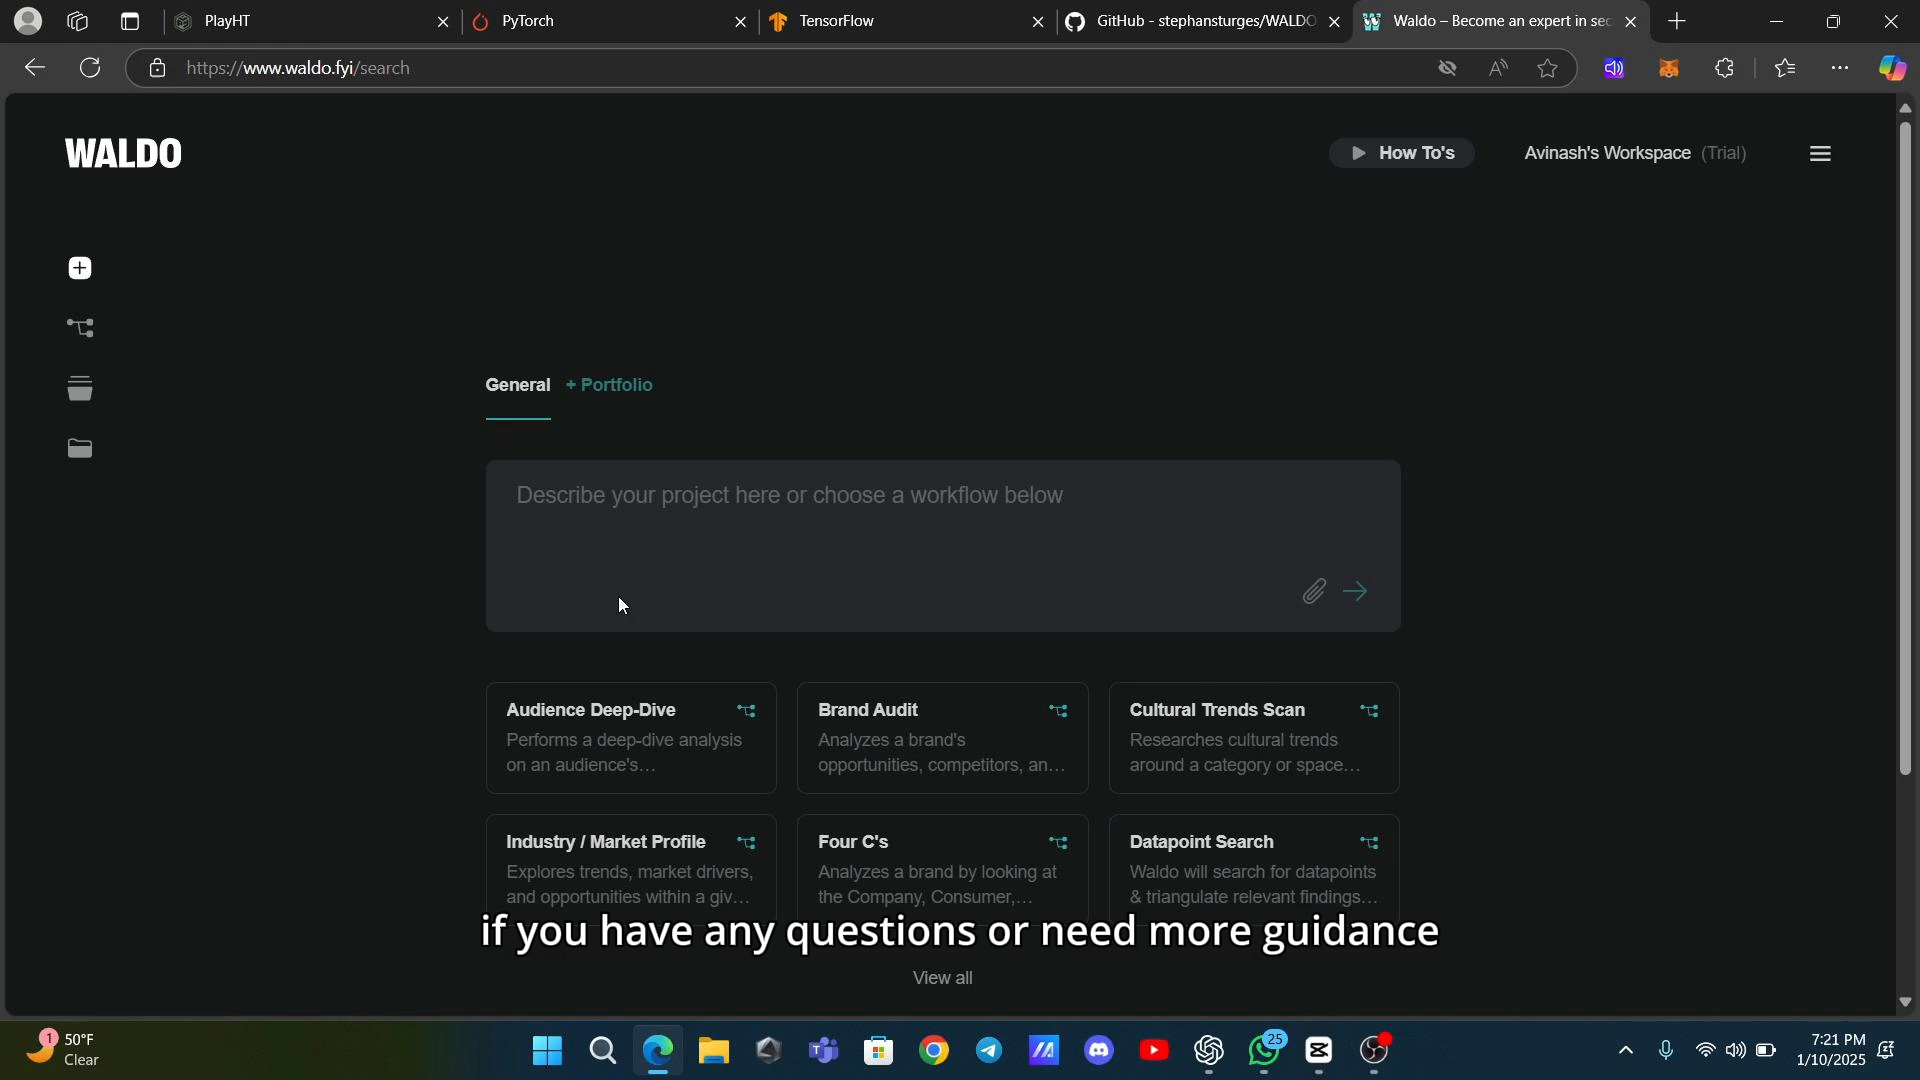 PlayHT
PyTorch
TensorFlow
GitHub - stephansturges/WALDO
Waldo – Become an expert in sec
https://www.waldo.fyi/search
WALDO
How To's
Avinash's Workspace (Trial)
General
+ Portfolio
Describe your project here or choose a workflow below
Audience Deep-Dive
Performs a deep-dive analysis
on an audience's...
Brand Audit
Analyzes a brand's
opportunities, competitors, an...
Cultural Trends Scan
Researches cultural trends
around a category or space...
Industry / Market Profile
Explores trends, market drivers,
and opportunities within a giv...
Four C's
Analyzes a brand by looking at
the Company, Consumer,...
Datapoint Search
Waldo will search for datapoints
& triangulate relevant findings...
if you have any questions or need more guidance
View all
1
50°F
Clear
25
7:21 PM
1/10/2025